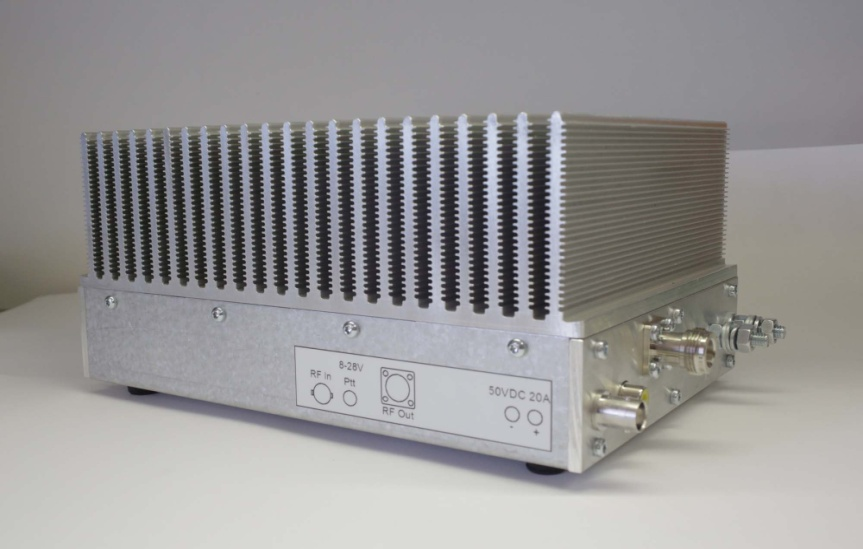 8-28V
RF in Ptt
RF Out
50VDC 20A
- +